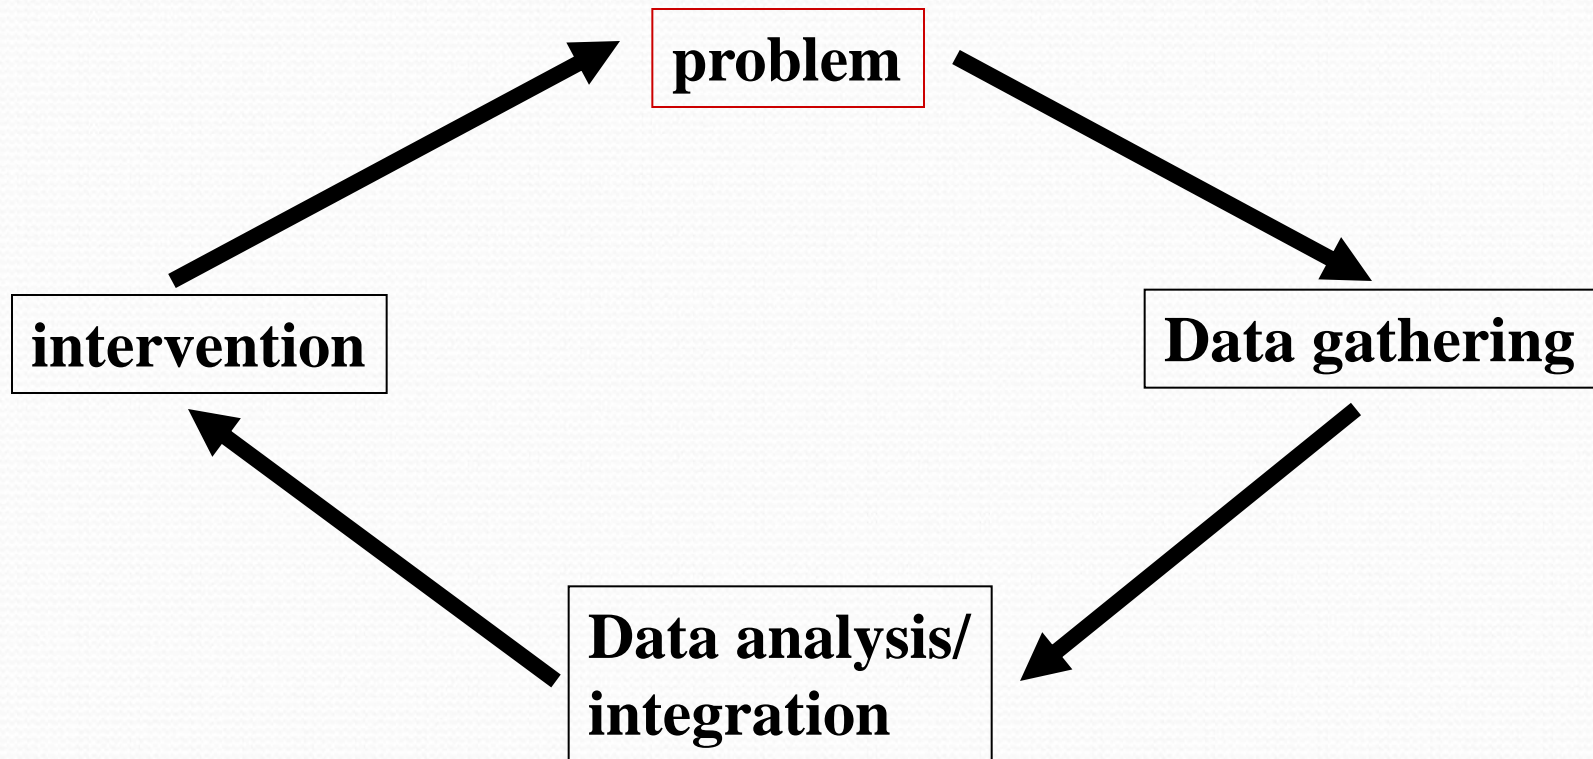 problem
intervention
Data gathering
Data analysis/
integration